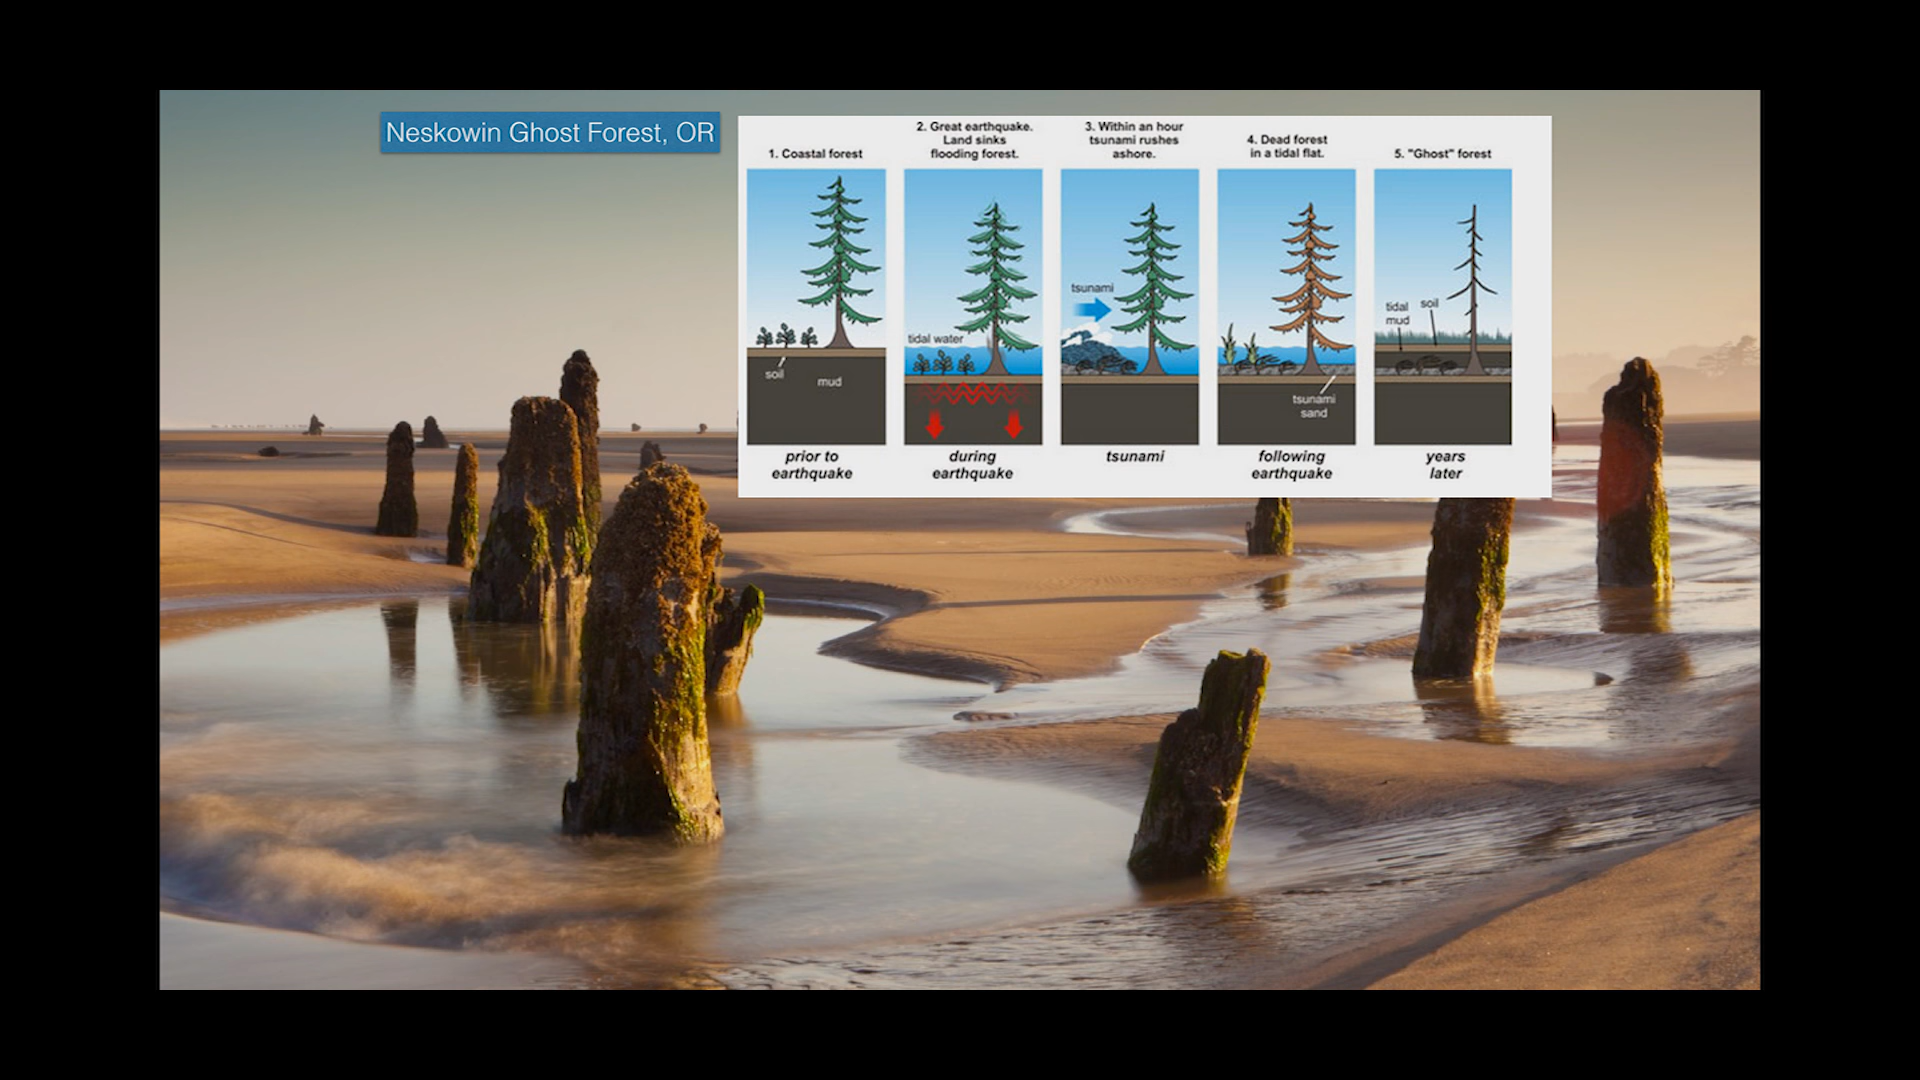 Neskowin Ghost Forest, OR
1. Coastal forest
2. Great earthquake.
Land sinks
flooding forest.
3. Within an hour
tsunami rushes
ashore.
4. Dead forest
in a tidal flat.
5. "Ghost" forest
soil
mud
tidal water
tsunami
tsunami
sand
tidal
mud
soil
prior to
earthquake
during
earthquake
tsunami
following
earthquake
years
later